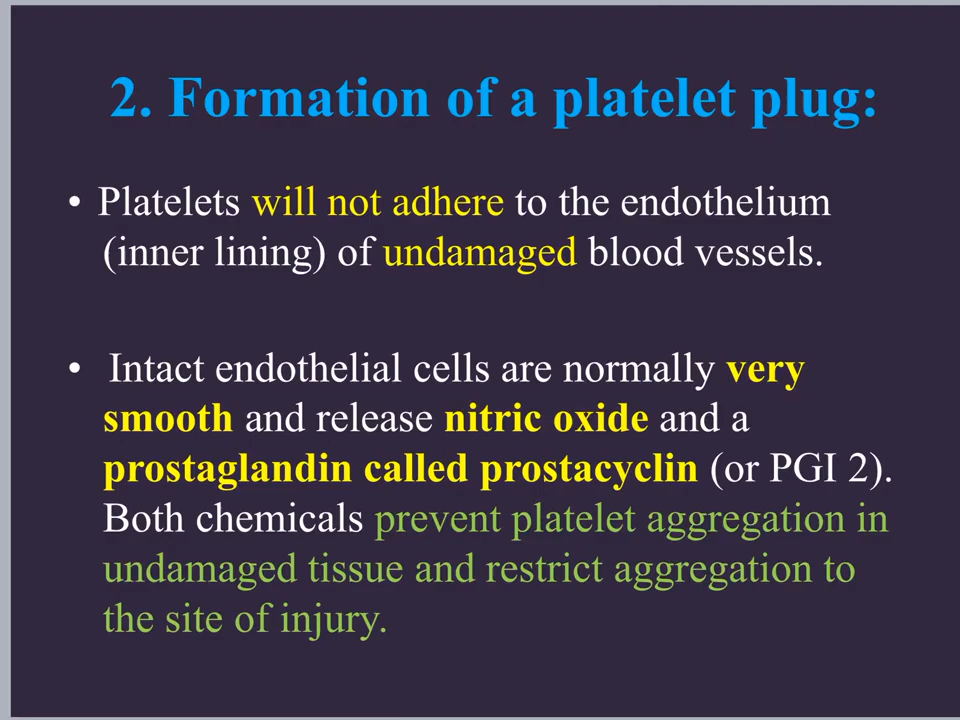 2. Formation of a platelet plug:
• Platelets will not adhere to the endothelium
(inner lining) of undamaged blood vessels.
• Intact endothelial cells are normally very
smooth and release nitric oxide and a
prostaglandin called prostacyclin (or PGI 2).
Both chemicals prevent platelet aggregation in
undamaged tissue and restrict aggregation to
the site of injury.